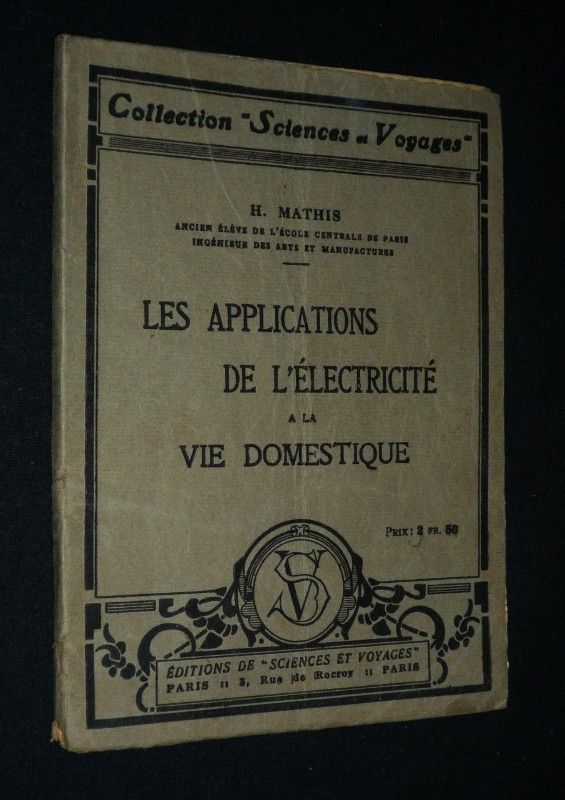 Collection "Sciences et Voyages"
H. MATHIS
ANCIEN ÉLÈVE DE L'ÉCOLE CENTRALE DE PARIS
INGÉNIEUR DES ARTS ET MANUFACTURES
LES APPLICATIONS
DE L'ÉLECTRICITÉ
A LA
VIE DOMESTIQUE
PRIX : 2 FR. 50
SV
ÉDITIONS DE "SCIENCES ET VOYAGES"
PARIS :: 3, Rue de Rocroy :: PARIS